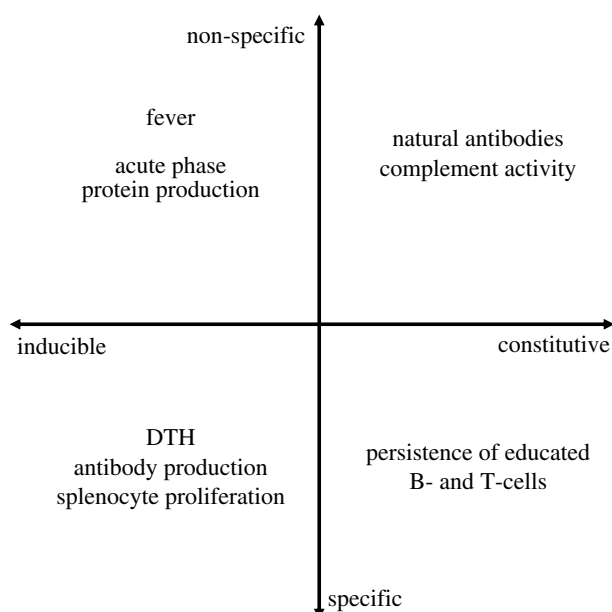 non-specific
fever
acute phase
protein production
natural antibodies
complement activity
inducible
constitutive
DTH
antibody production
splenocyte proliferation
persistence of educated
B- and T-cells
specific